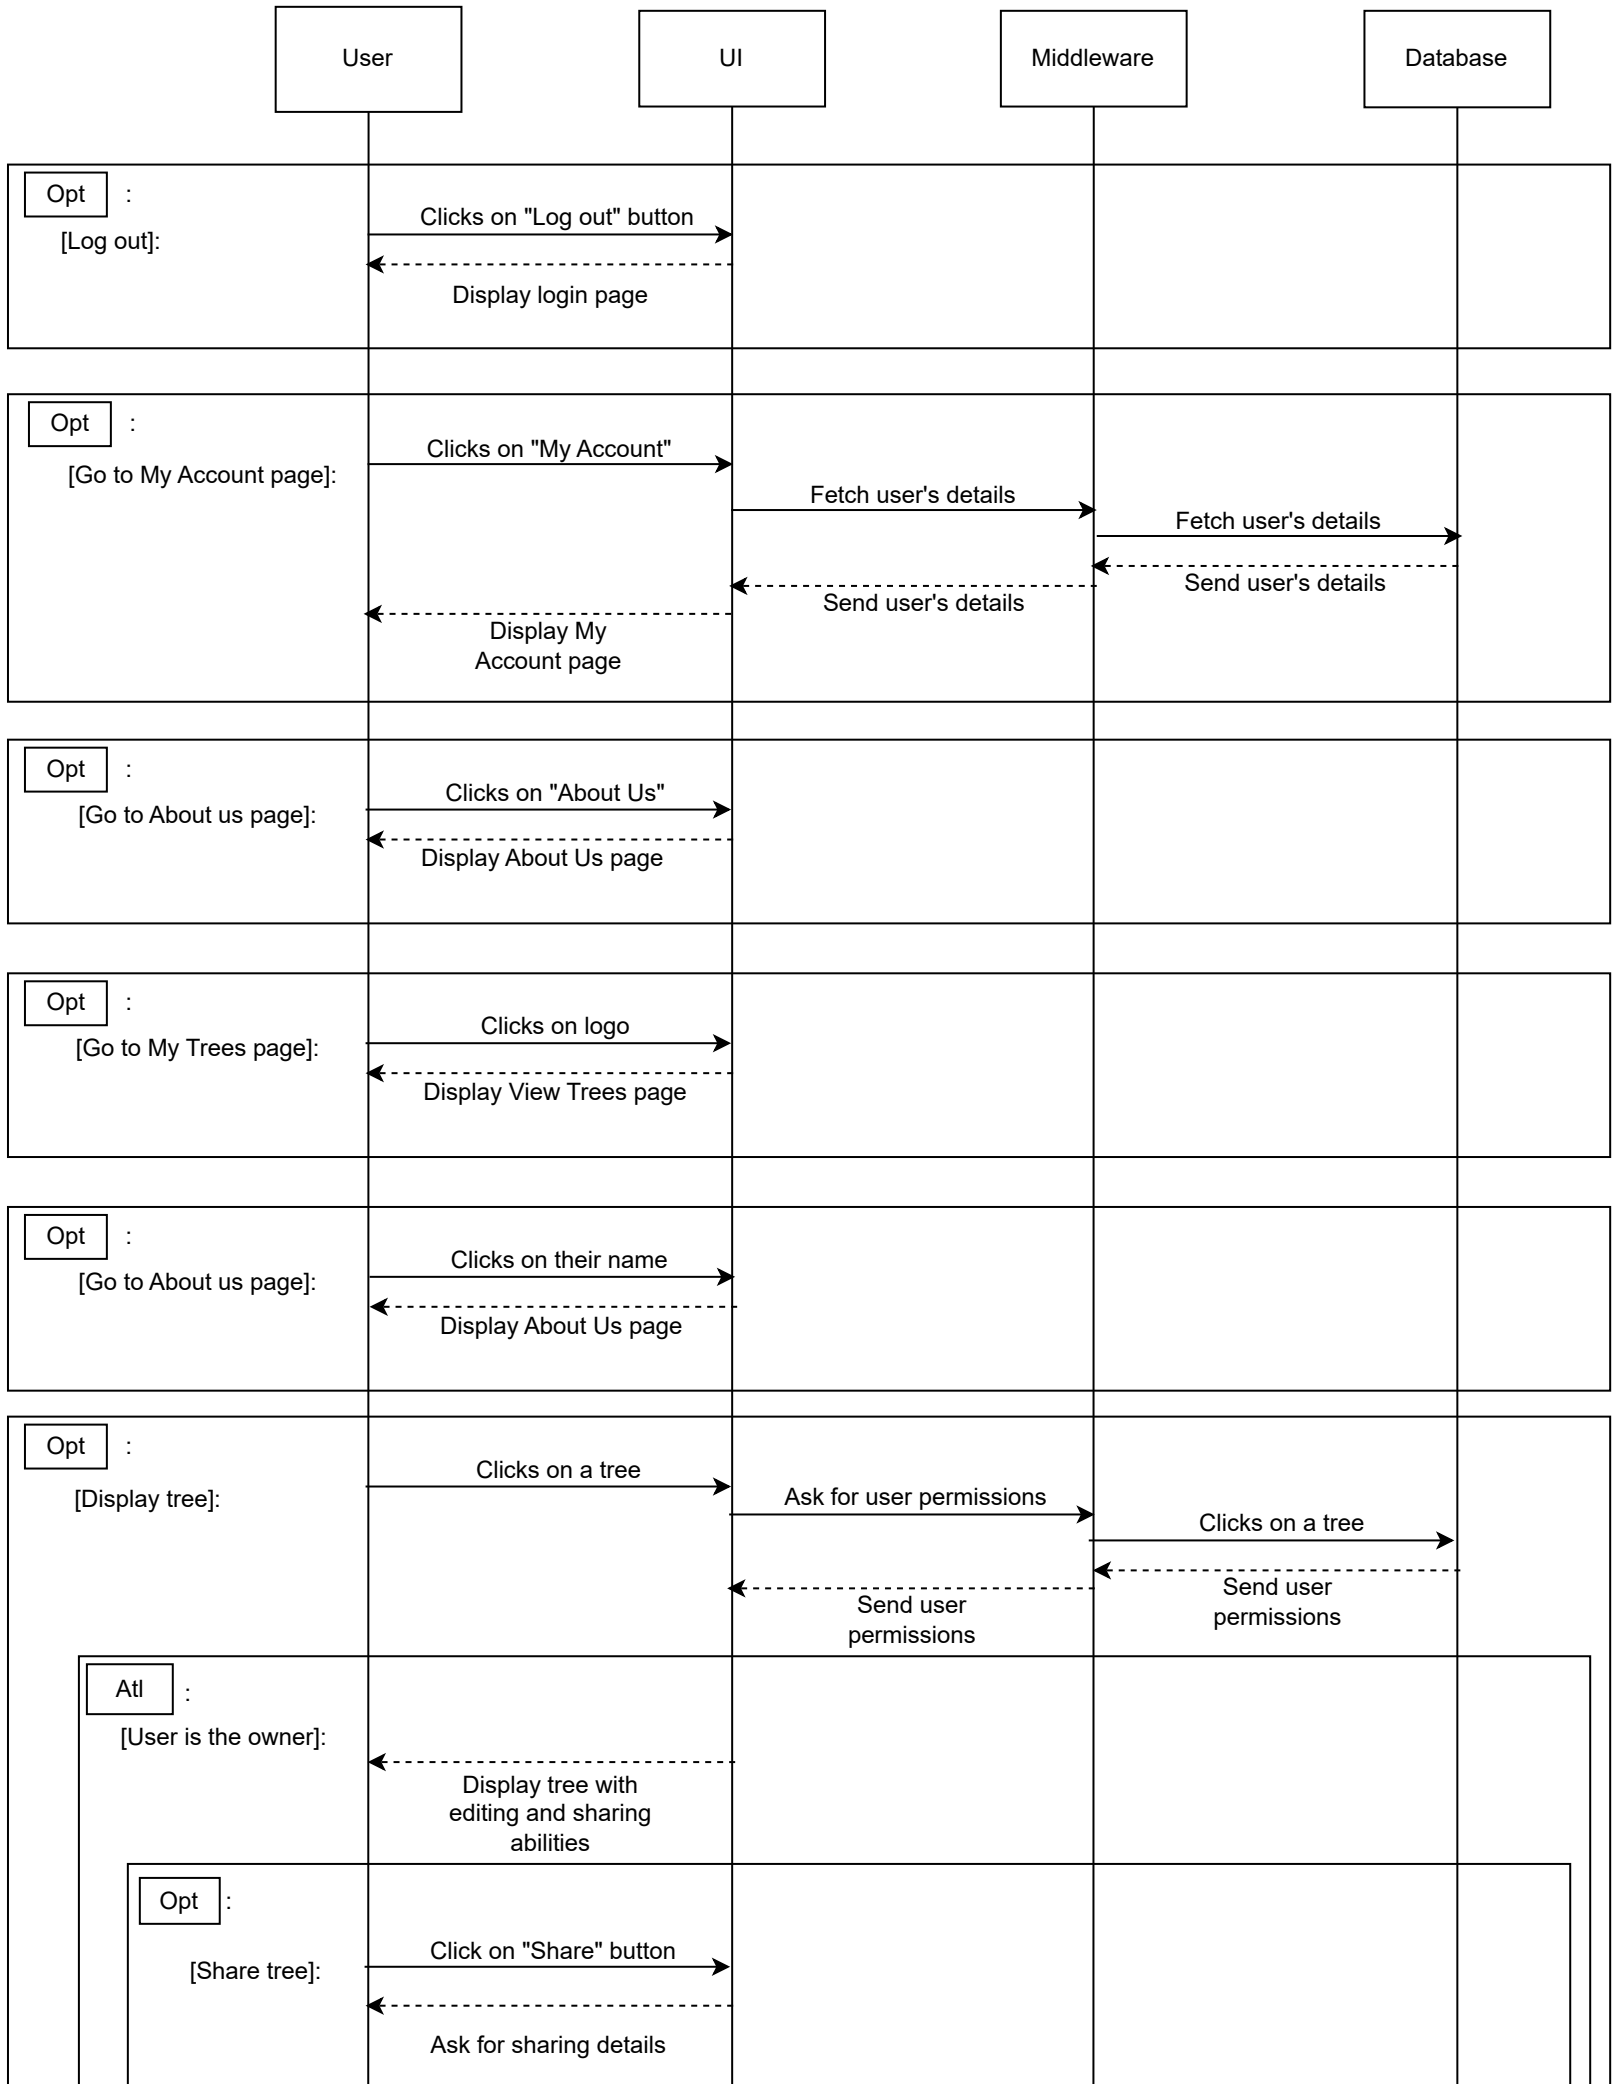 User
UI
Middleware
Database
Opt
:
Clicks on "Log out" button
[Log out]:
Display login page
Opt
:
Clicks on "My Account"
[Go to My Account page]:
Fetch user's details
Fetch user's details
Send user's details
Send user's details
Display My
Account page
Opt
:
Clicks on "About Us"
[Go to About us page]:
Display About Us page
Opt
:
Clicks on logo
[Go to My Trees page]:
Display View Trees page
Opt
:
Clicks on their name
[Go to About us page]:
Display About Us page
Opt
:
Clicks on a tree
[Display tree]:
Ask for user permissions
Clicks on a tree
Send user
permissions
Send user
permissions
Atl
:
[User is the owner]:
Display tree with
editing and sharing
abilities
Opt
:
Click on "Share" button
[Share tree]:
Ask for sharing details